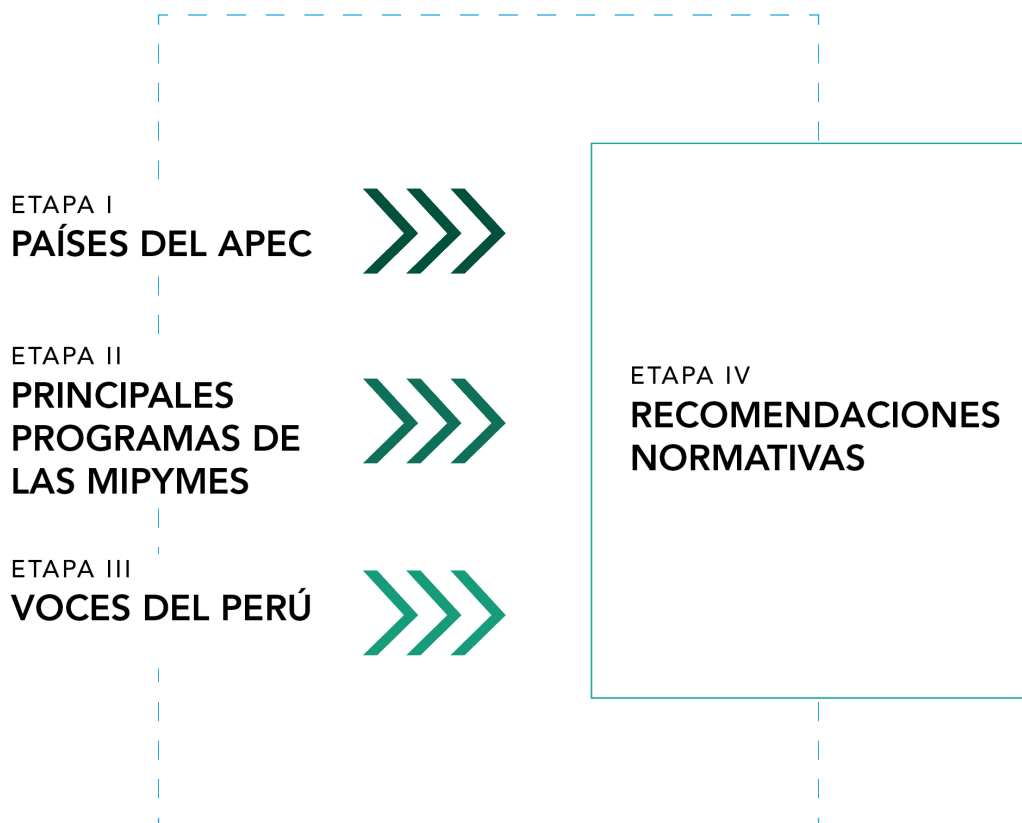 ETAPA I
PAÍSES DEL APEC
ETAPA II
PRINCIPALES
PROGRAMAS DE
LAS MIPYMES
ETAPA III
VOCES DEL PERÚ
ETAPA IV
RECOMENDACIONES
NORMATIVAS